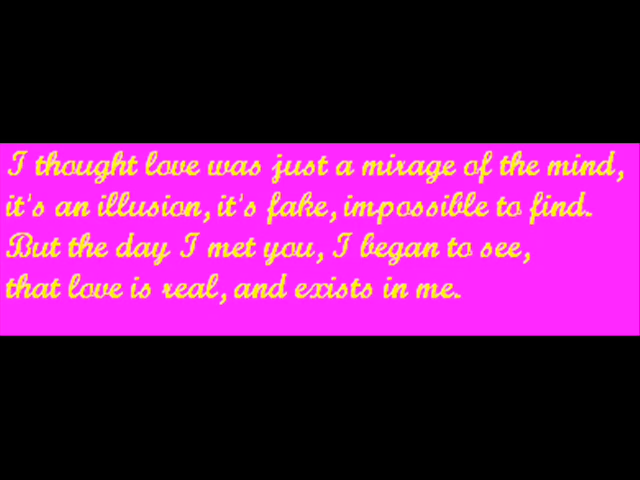 I thought love was just a mirage of the mind,
it's an illusion, it's fake, impossible to find.
But the day I met you, I began to see,
that love is real, and exists in me.